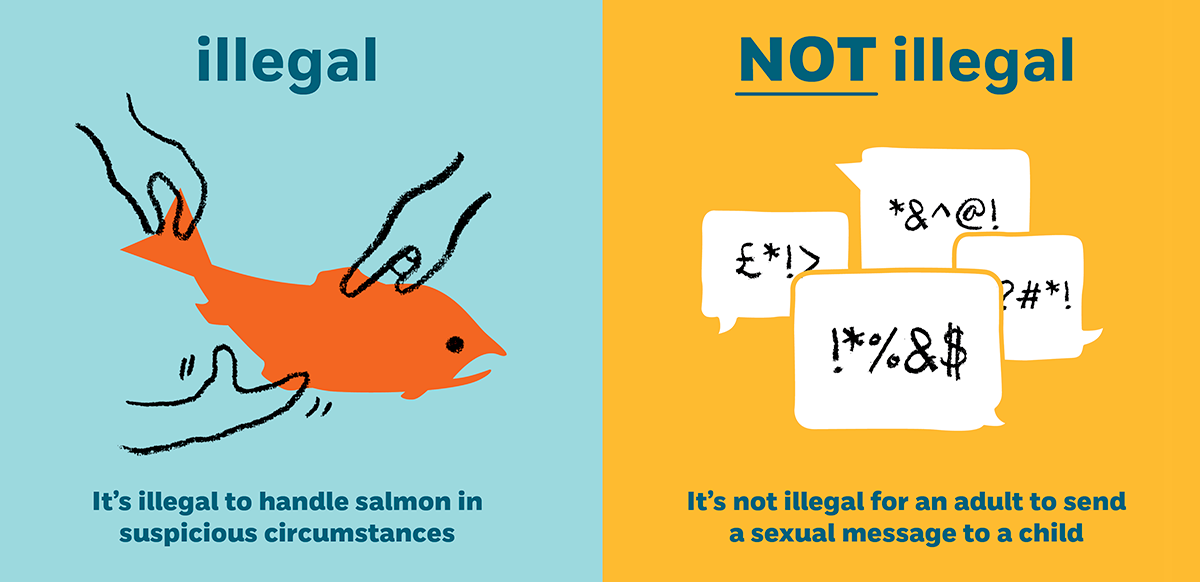 illegal
It's illegal to handle salmon in
suspicious circumstances
NOT illegal
*&^@!
£*!>
?#*!
!*%&$
It's not illegal for an adult to send
a sexual message to a child